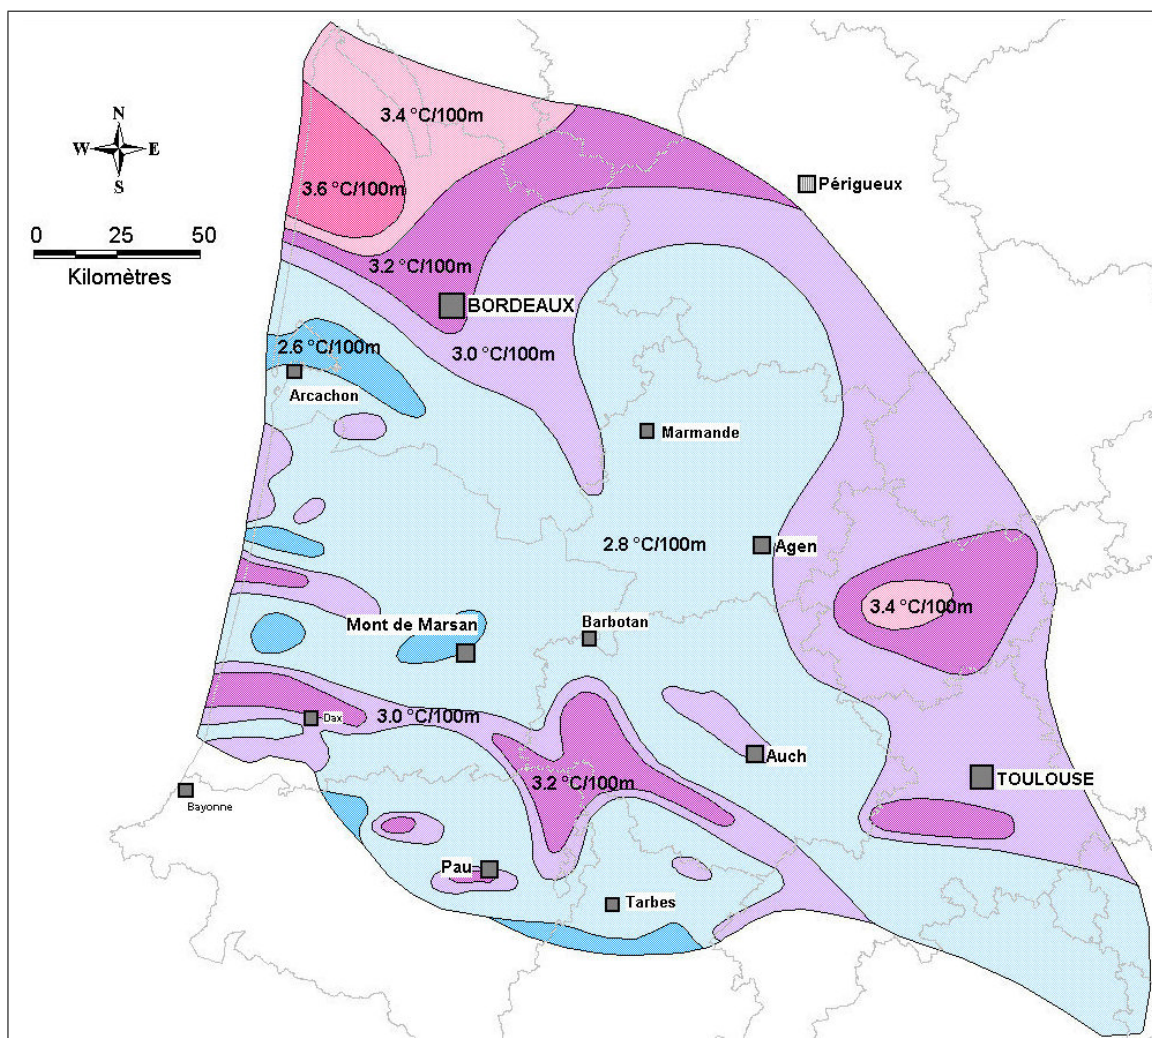 3.4 °C/100m
N
W E
S
3.6 °C/100m
Périgueux
0 25 50
Kilomètres
3.2 °C/100m
BORDEAUX
2.6 °C/100m
3.0 °C/100m
Arcachon
Marmande
2.8 °C/100m
Agen
3.4 °C/100m
Mont de Marsan
Barbotan
Dax
3.0 °C/100m
Auch
3.2 °C/100m
TOULOUSE
Bayonne
Pau
Tarbes